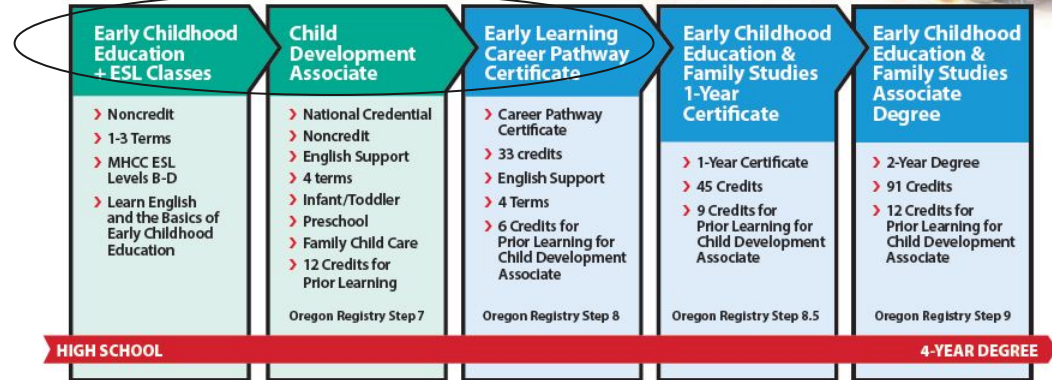 Early Childhood
Education
+ ESL Classes
❯ Noncredit
❯ 1-3 Terms
❯ MHCC ESL
Levels B-D
❯ Learn English
and the Basics of
Early Childhood
Education
Child
Development
Associate
❯ National Credential
❯ Noncredit
❯ English Support
❯ 4 terms
❯ Infant/Toddler
❯ Preschool
❯ Family Child Care
❯ 12 Credits for
Prior Learning
Oregon Registry Step 7
Early Learning
Career Pathway
Certificate
❯ Career Pathway
Certificate
❯ 33 credits
❯ English Support
❯ 4 Terms
❯ 6 Credits for
Prior Learning for
Child Development
Associate
Oregon Registry Step 8
Early Childhood
Education &
Family Studies
1-Year
Certificate
❯ 1-Year Certificate
❯ 45 Credits
❯ 9 Credits for
Prior Learning for
Child Development
Associate
Oregon Registry Step 8.5
Early Childhood
Education &
Family Studies
Associate
Degree
❯ 2-Year Degree
❯ 91 Credits
❯ 12 Credits for
Prior Learning for
Child Development
Associate
Oregon Registry Step 9
HIGH SCHOOL
4-YEAR DEGREE